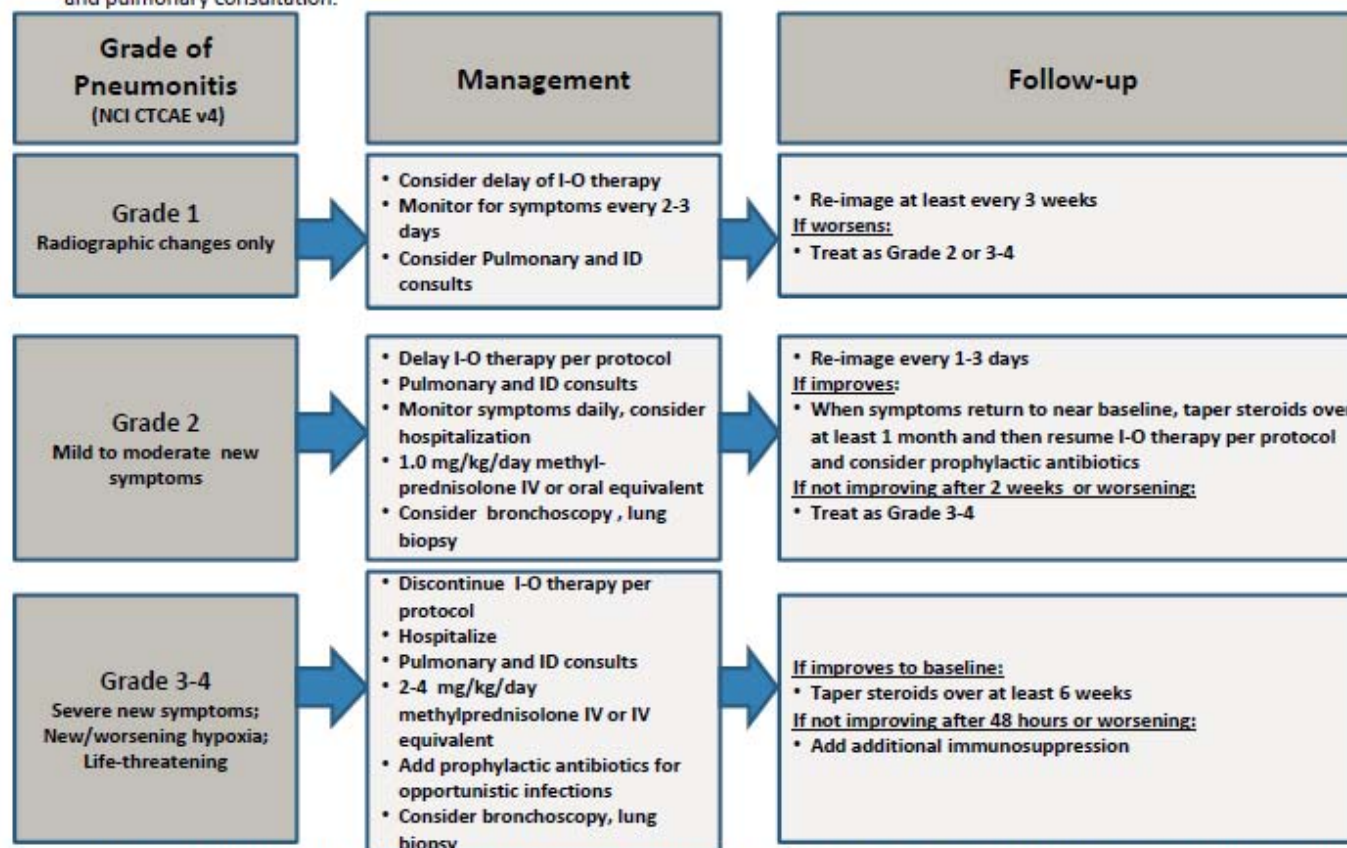 and pulmonary consultation.
Grade of
Pneumonitis
(NCI CTCAE v4)
Management
Follow-up
Grade 1
Radiographic changes only
• Consider delay of I-O therapy
• Monitor for symptoms every 2-3
days
• Consider Pulmonary and ID
consults
• Re-image at least every 3 weeks
If worsens:
• Treat as Grade 2 or 3-4
Grade 2
Mild to moderate new
symptoms
• Delay I-O therapy per protocol
• Pulmonary and ID consults
• Monitor symptoms daily, consider
hospitalization
• 1.0 mg/kg/day methyl-
prednisolone IV or oral equivalent
• Consider bronchoscopy , lung
biopsy
• Re-image every 1-3 days
If improves:
• When symptoms return to near baseline, taper steroids over
at least 1 month and then resume I-O therapy per protocol
and consider prophylactic antibiotics
If not improving after 2 weeks or worsening:
• Treat as Grade 3-4
Grade 3-4
Severe new symptoms;
New/worsening hypoxia;
Life-threatening
• Discontinue I-O therapy per
protocol
• Hospitalize
• Pulmonary and ID consults
• 2-4 mg/kg/day
methylprednisolone IV or IV
equivalent
• Add prophylactic antibiotics for
opportunistic infections
• Consider bronchoscopy, lung
biopsy
If improves to baseline:
• Taper steroids over at least 6 weeks
If not improving after 48 hours or worsening:
• Add additional immunosuppression